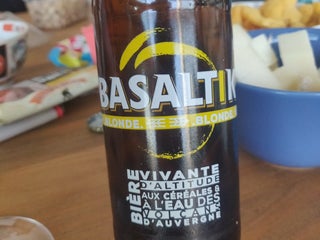 BASALTIK
BLONDE. BLONDE.
BIÈRE
VIVANTE
D'ALTITUDE
AUX CÉRÉALES &
À L'EAU DES
VOLCANS
D'AUVERGNE